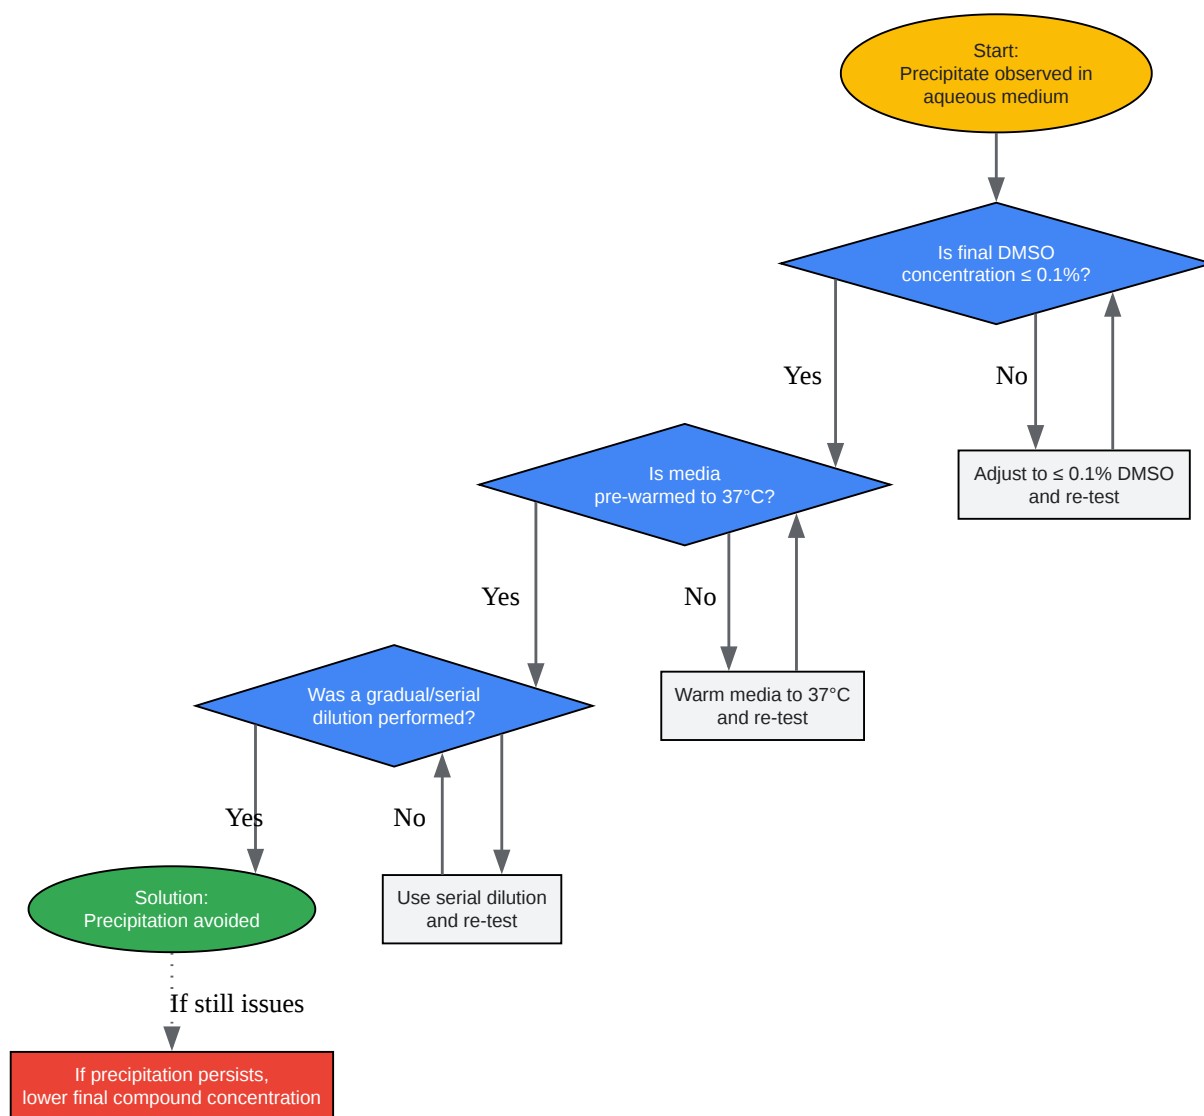 Start:
Precipitate observed in
aqueous medium
Is final DMSO
concentration ≤ 0.1%?
Yes
No
Adjust to ≤ 0.1% DMSO
and re-test
Is media
pre-warmed to 37°C?
Yes
No
Warm media to 37°C
and re-test
Was a gradual/serial
dilution performed?
Yes
No
Use serial dilution
and re-test
Solution:
Precipitation avoided
If still issues
If precipitation persists,
lower final compound concentration